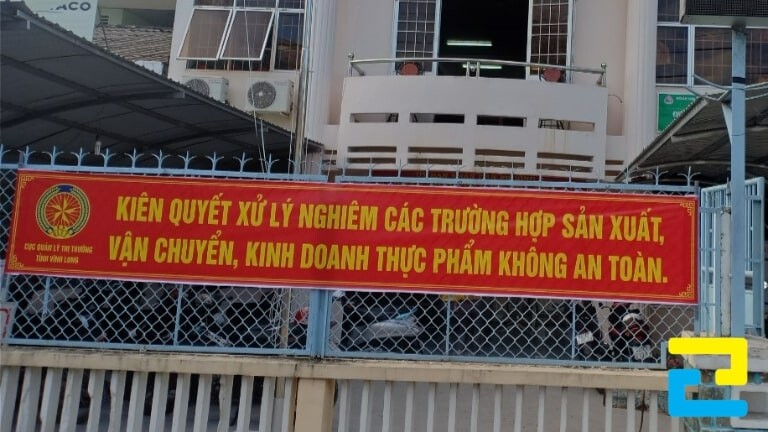 ACO
KIÊN QUYẾT XỬ LÝ NGHIÊM CÁC TRƯỜNG HỢP SẢN XUẤT,
VẬN CHUYỂN, KINH DOANH THỰC PHẨM KHÔNG AN TOÀN.
CỤC QUẢN LÝ THỊ TRƯỜNG
TỈNH VĨNH LONG